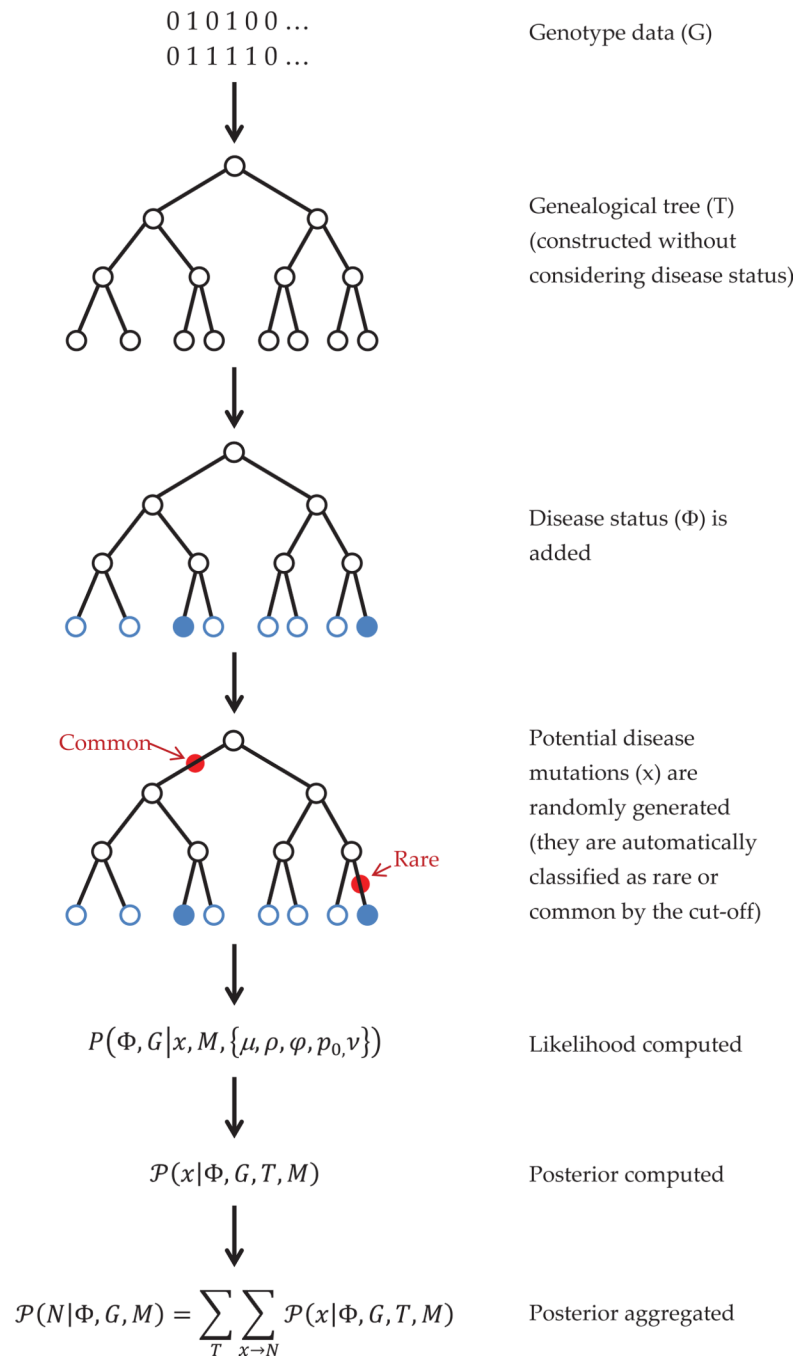 0 1 0 1 0 0 ...
0 1 1 1 1 0 ...
Genotype data (G)
Genealogical tree (T)
(constructed without
considering disease status)
Disease status (Φ) is
added
Common
Rare
Potential disease
mutations (x) are
randomly generated
(they are automatically
classified as rare or
common by the cut-off)
P(Φ, G|x, M, {μ, ρ, φ, p₀, ν})
Likelihood computed
𝒫(x|Φ, G, T, M)
Posterior computed
𝒫(N|Φ, G, M) = ∑ ∑ 𝒫(x|Φ, G, T, M)
T x→N
Posterior aggregated